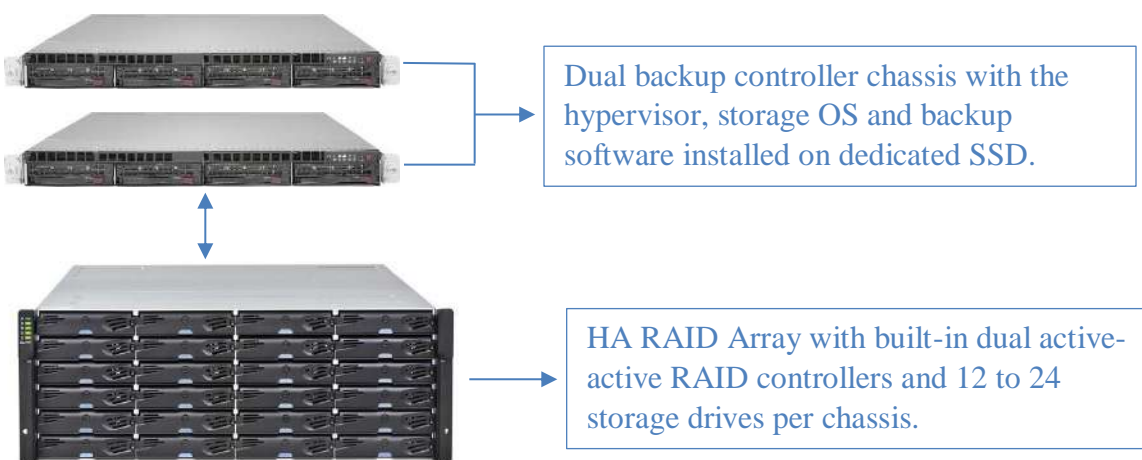 Dual backup controller chassis with the
hypervisor, storage OS and backup
software installed on dedicated SSD.
HA RAID Array with built-in dual active-
active RAID controllers and 12 to 24
storage drives per chassis.